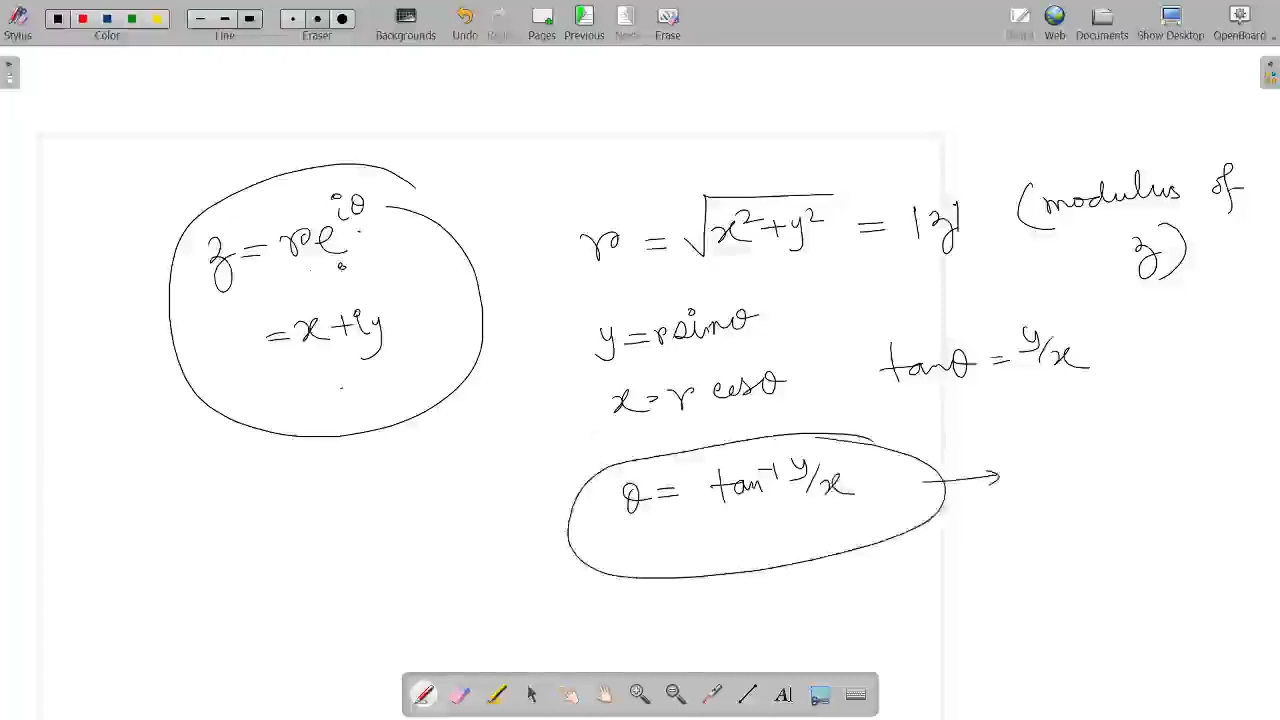 Stylus Color Line Eraser Backgrounds Undo Redo Pages Previous Next Erase Board Web Documents Show Desktop OpenBoard
z = re^{iθ}
= x + iy
r = √(x² + y²) = |z| (modulus of z)
y = r sinθ
x = r cosθ
tanθ = y/x
θ = tan⁻¹ y/x →